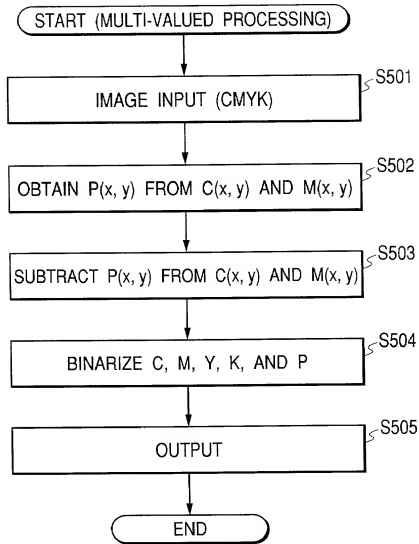 START (MULTI-VALUED PROCESSING)
S501
IMAGE INPUT (CMYK)
S502
OBTAIN P(x, y) FROM C(x, y) AND M(x, y)
S503
SUBTRACT P(x, y) FROM C(x, y) AND M(x, y)
S504
BINARIZE C, M, Y, K, AND P
S505
OUTPUT
END